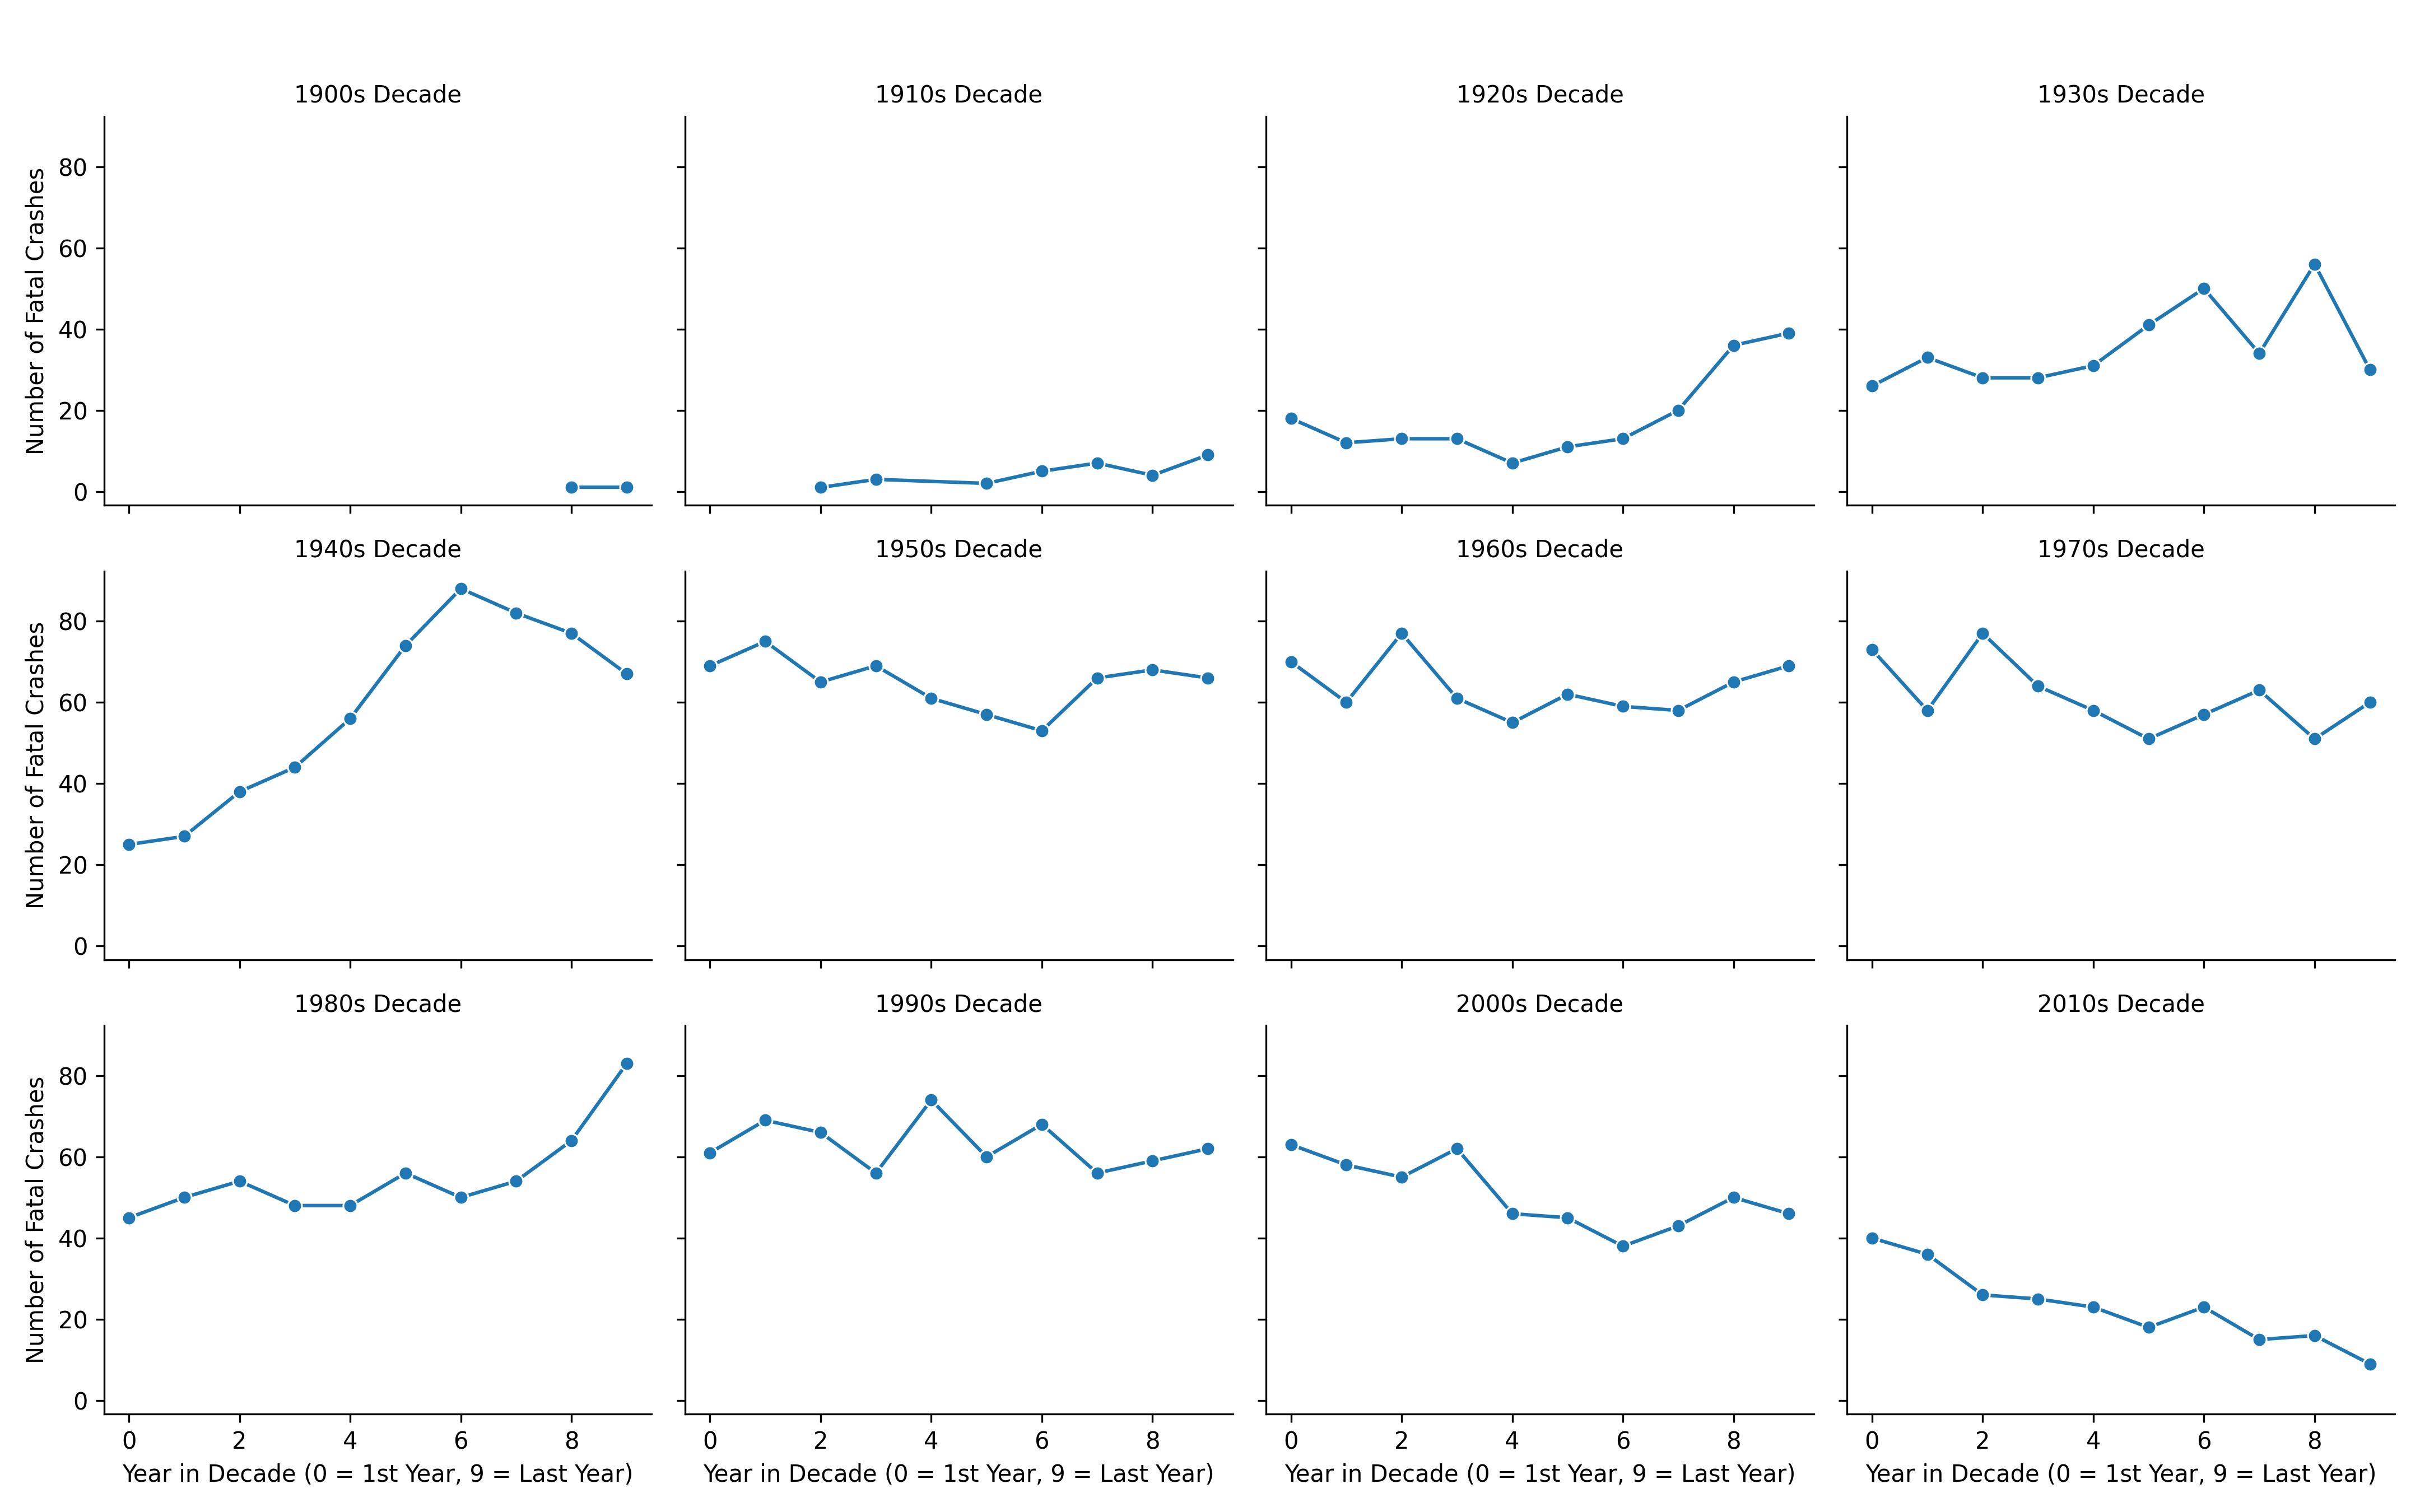 1900s Decade
1910s Decade
1920s Decade
1930s Decade
Number of Fatal Crashes
80
60
40
20
0
1940s Decade
1950s Decade
1960s Decade
1970s Decade
Number of Fatal Crashes
80
60
40
20
0
1980s Decade
1990s Decade
2000s Decade
2010s Decade
Number of Fatal Crashes
80
60
40
20
0
0 2 4 6 8
0 2 4 6 8
0 2 4 6 8
0 2 4 6 8
Year in Decade (0 = 1st Year, 9 = Last Year)
Year in Decade (0 = 1st Year, 9 = Last Year)
Year in Decade (0 = 1st Year, 9 = Last Year)
Year in Decade (0 = 1st Year, 9 = Last Year)